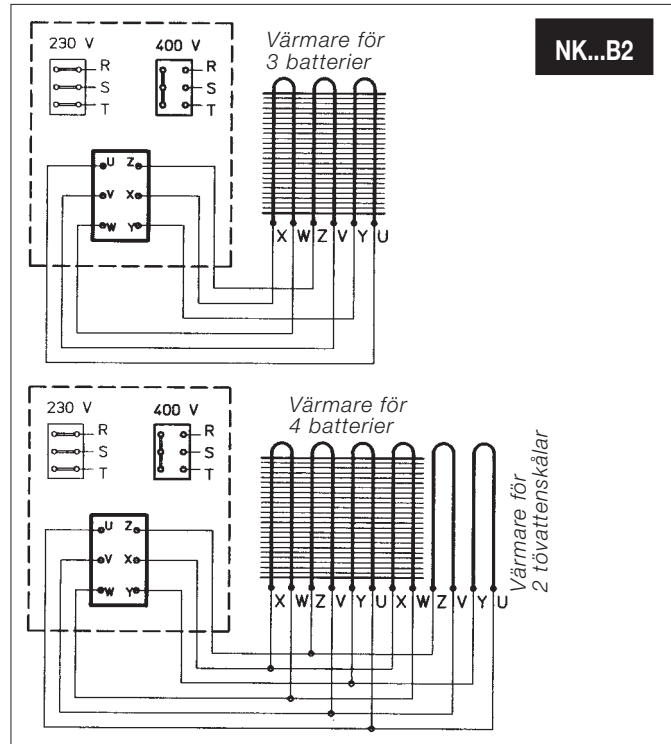 NK...B2
230 V
400 V
R
S
T
R
S
T
Värmare för
3 batterier
U Z
V X
W Y
X W Z V Y U
230 V
400 V
R
S
T
R
S
T
Värmare för
4 batterier
Värmare för
2 tövattenskålar
U Z
V X
W Y
X W Z V Y U X W Z V Y U